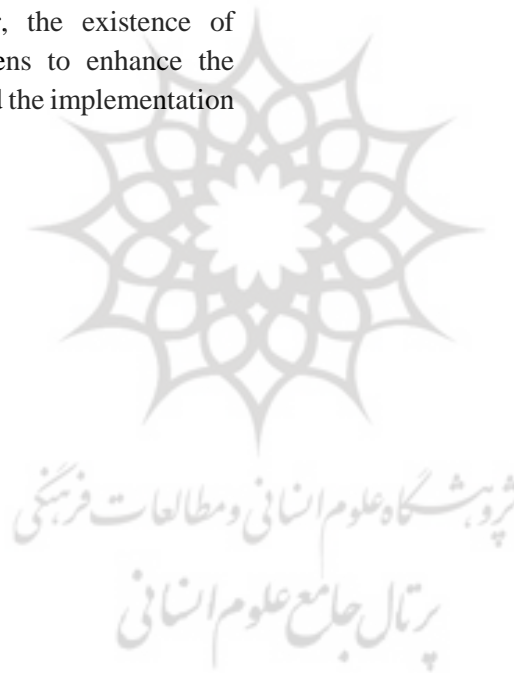 , the existence of
ens to enhance the
the implementation
پژوهشگاه علوم انسانی و مطالعات فرهنگی
پرتال جامع علوم انسانی